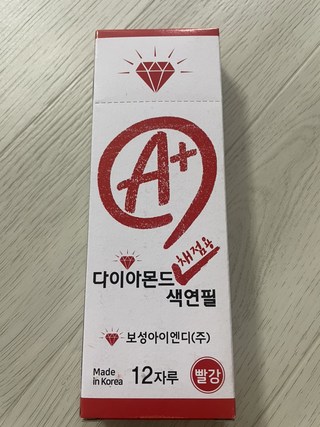 A+
채점용
다이아몬드
색연필
보성아이엔디(주)
Made
in Korea
12자루
빨강